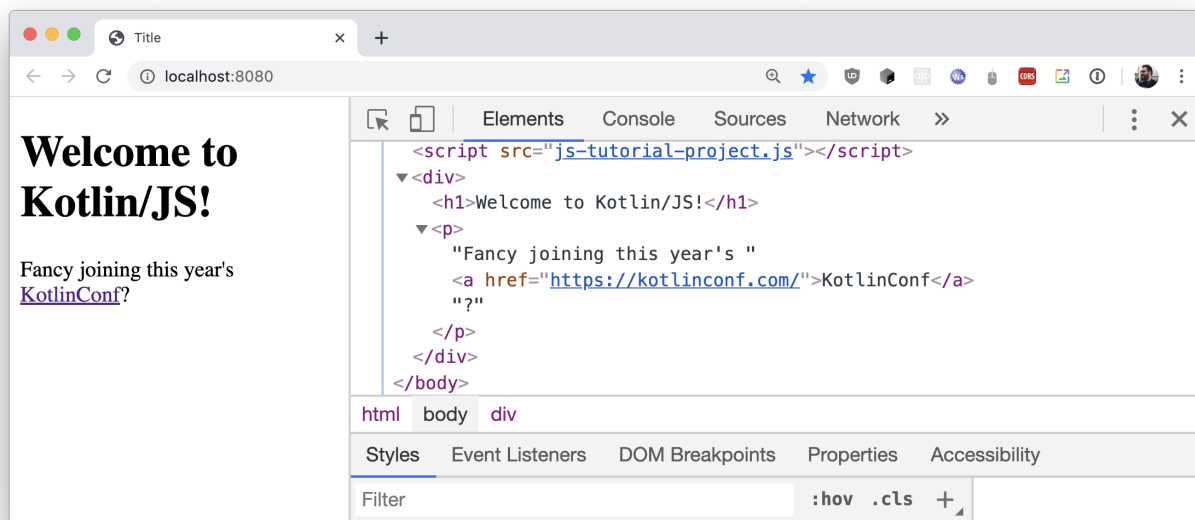 Title
localhost:8080
Welcome to
Kotlin/JS!
Fancy joining this year's
KotlinConf?
Elements Console Sources Network
<script src="js-tutorial-project.js"></script>
<div>
<h1>Welcome to Kotlin/JS!</h1>
<p>
"Fancy joining this year's "
<a href="https://kotlinconf.com/">KotlinConf</a>
"?"
</p>
</div>
</body>
html body div
Styles Event Listeners DOM Breakpoints Properties Accessibility
Filter :hov .cls +